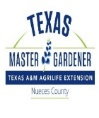 TEXAS
MASTER GARDENER
TEXAS A&M AGRILIFE EXTENSION
Nueces County